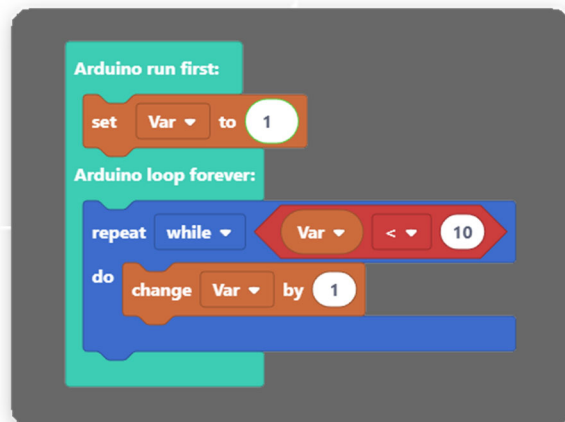 Arduino run first:
set Var to 1
Arduino loop forever:
repeat while Var < 10
do
change Var by 1